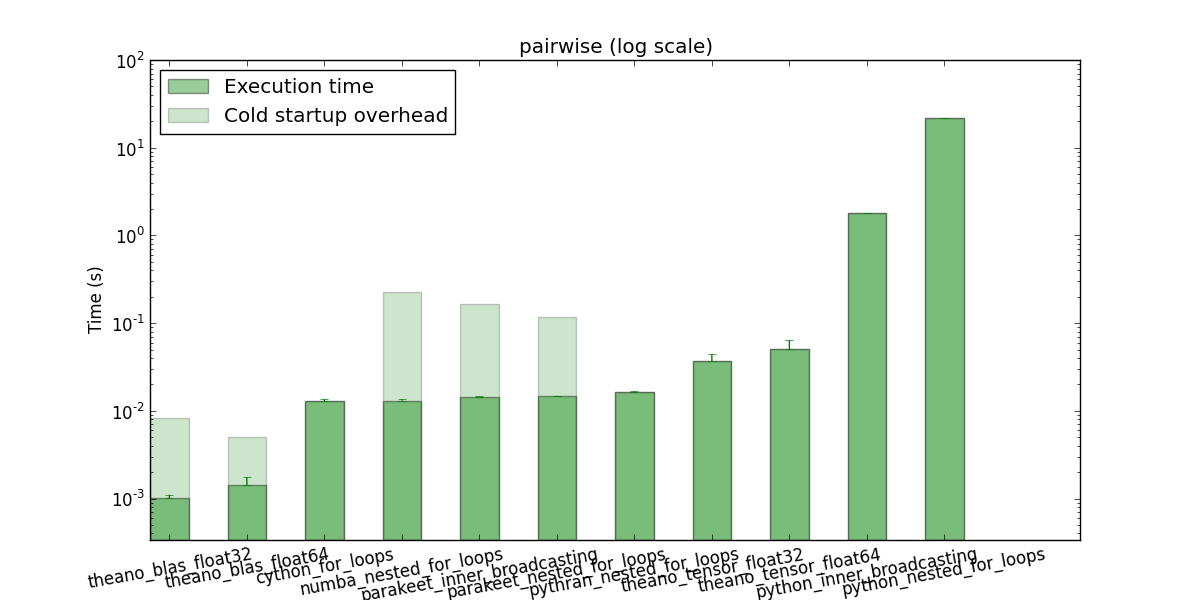 pairwise (log scale)
Execution time
Cold startup overhead
Time (s)
10^2
10^1
10^0
10^-1
10^-2
10^-3
theano_blas_float32
theano_blas_float64
cython_for_loops
numba_nested_for_loops
parakeet_inner_broadcasting
parakeet_nested_for_loops
pythran_nested_for_loops
theano_tensor_float32
theano_tensor_float64
python_inner_broadcasting
python_nested_for_loops